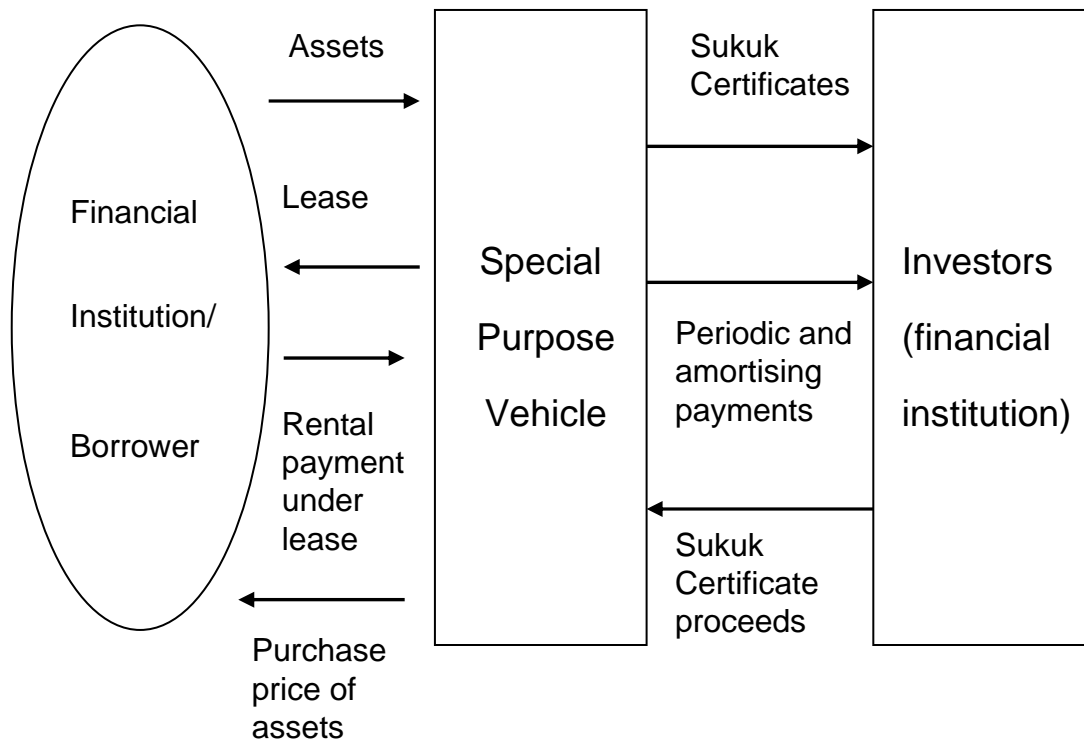 Assets
Lease
Financial
Institution/
Borrower
Rental
payment
under
lease
Purchase
price of
assets
Special
Purpose
Vehicle
Sukuk
Certificates
Periodic and
amortising
payments
Sukuk
Certificate
proceeds
Investors
(financial
institution)